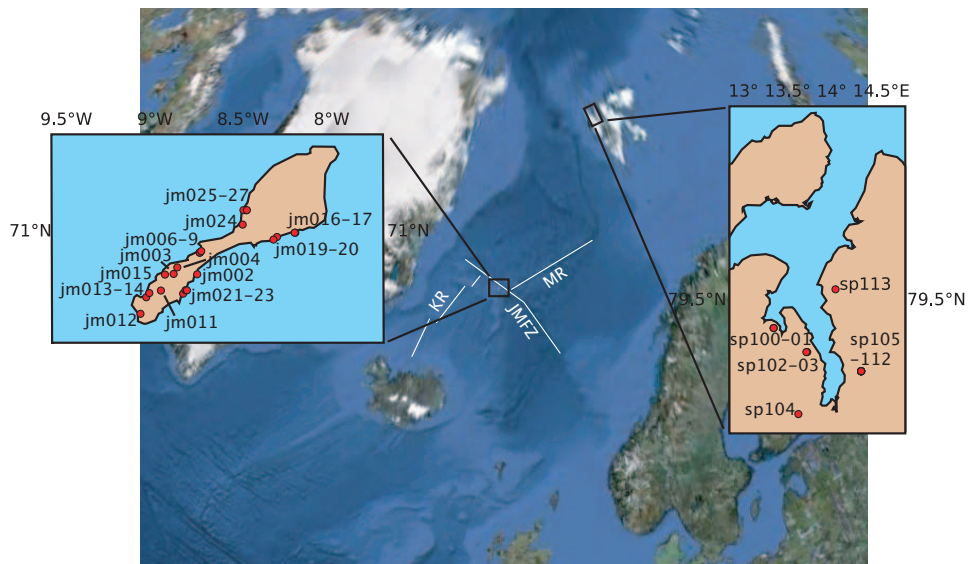 13° 13.5° 14° 14.5°E
9.5°W
9°W
8.5°W
8°W
jm025-27
71°N
jm024
jm016-17
71°N
jm006-9
jm019-20
jm003
jm004
jm015
jm002
jm013-14
jm021-23
jm012
jm011
KR
MR
JMFZ
79.5°N
sp113
79.5°N
sp100-01
sp105
-112
sp102-03
sp104